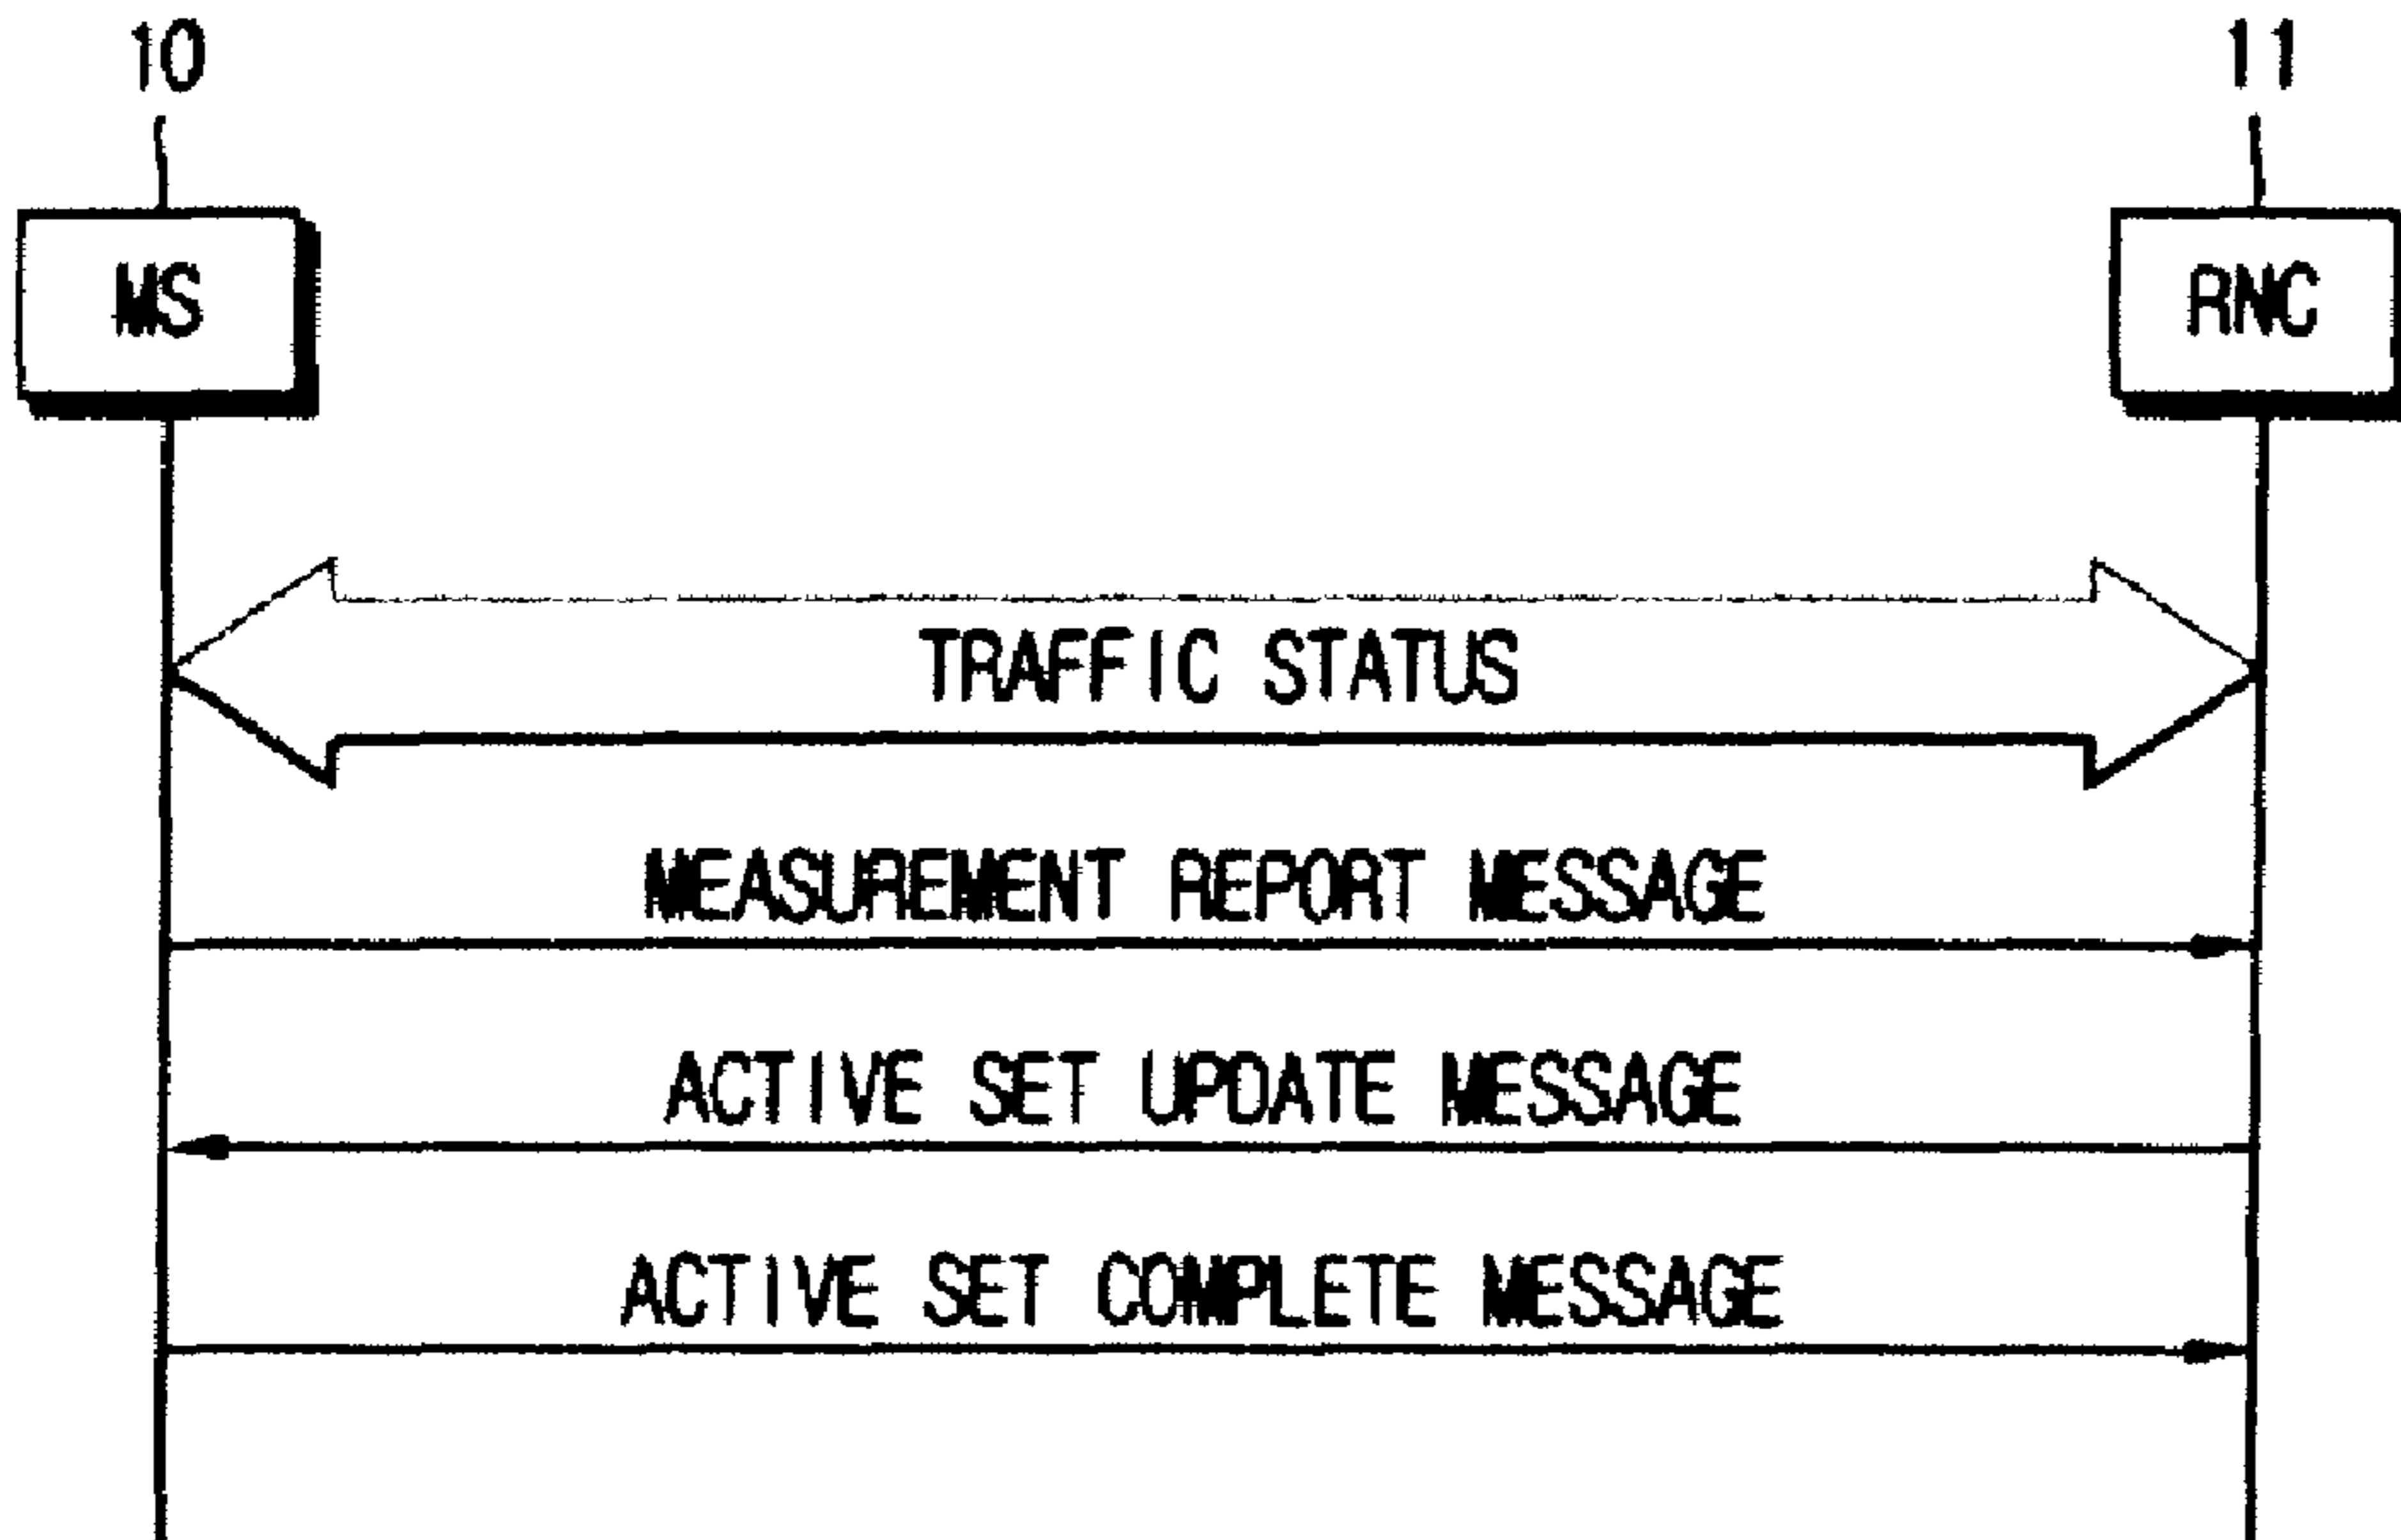 10 11
MS RNC
TRAFFIC STATUS
MEASUREMENT REPORT MESSAGE
ACTIVE SET UPDATE MESSAGE
ACTIVE SET COMPLETE MESSAGE